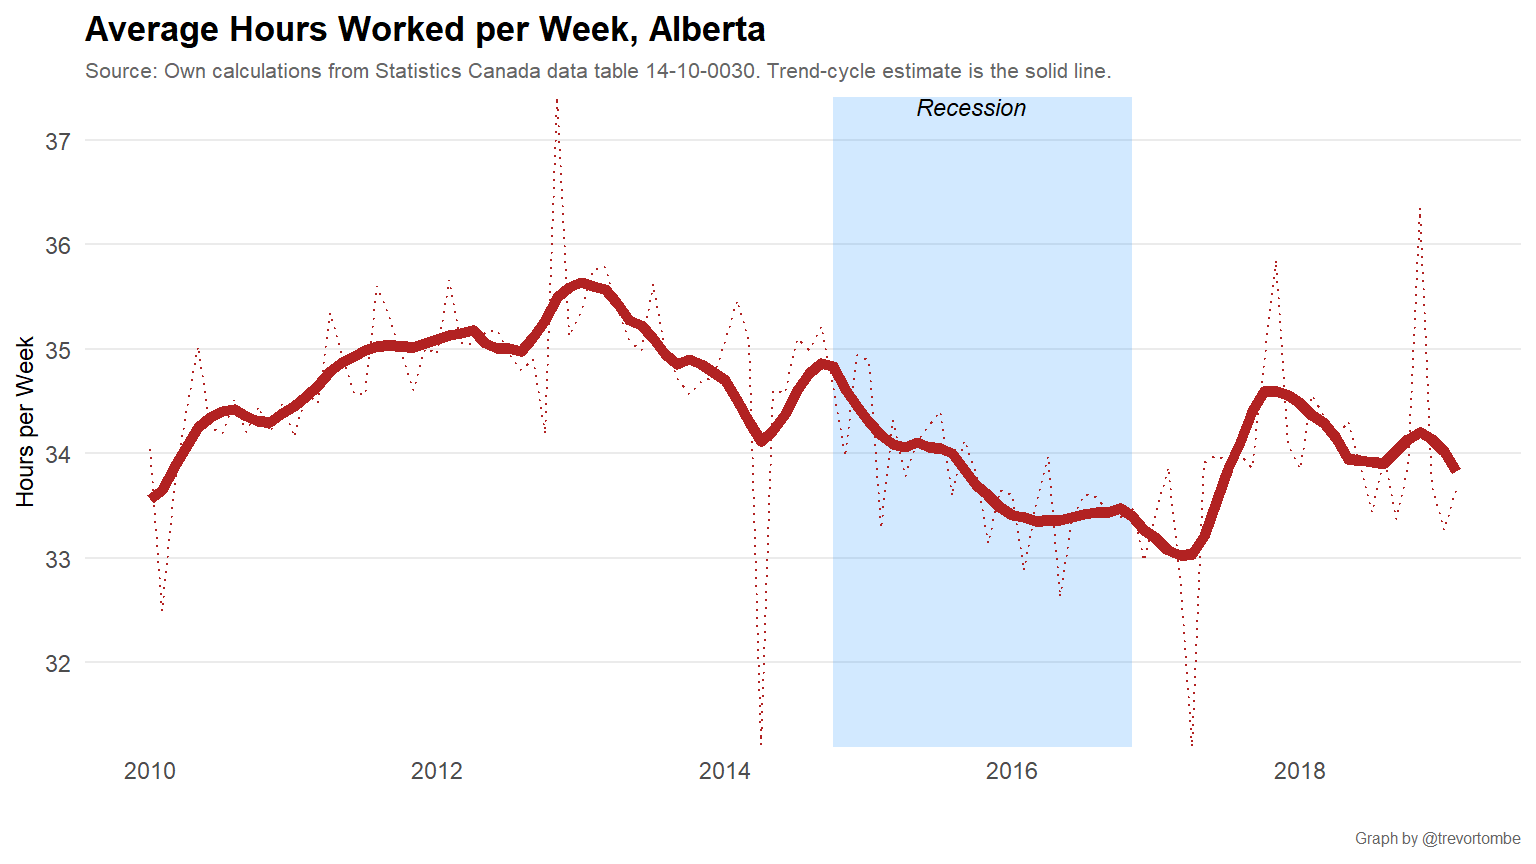 Average Hours Worked per Week, Alberta
Source: Own calculations from Statistics Canada data table 14-10-0030. Trend-cycle estimate is the solid line.
Recession
Hours per Week
37
36
35
34
33
32
2010
2012
2014
2016
2018
Graph by @trevortombe